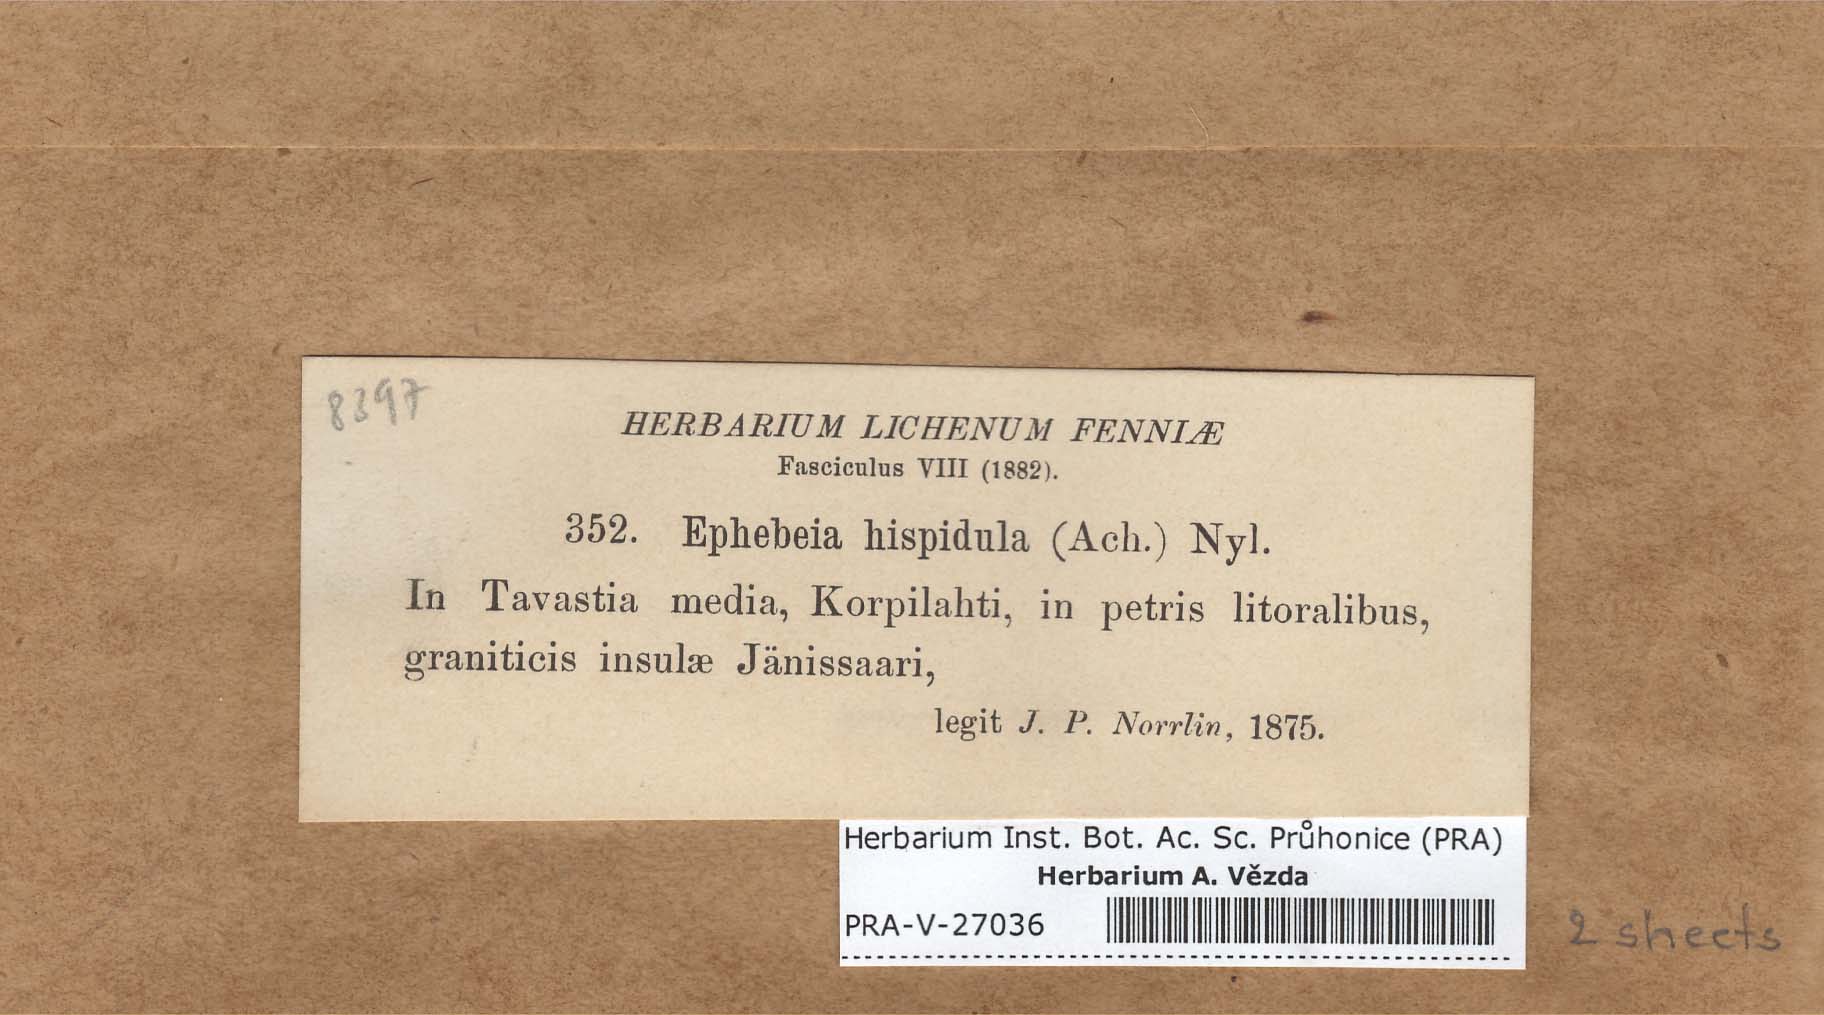 8397
HERBARIUM LICHENUM FENNIÆ
Fasciculus VIII (1882).
352. Ephebeia hispidula (Ach.) Nyl.
In Tavastia media, Korpilahti, in petris litoralibus,
graniticis insulæ Jänissaari,
legit J. P. Norrlin, 1875.
Herbarium Inst. Bot. Ac. Sc. Průhonice (PRA)
Herbarium A. Vězda
PRA-V-27036
2 sheets